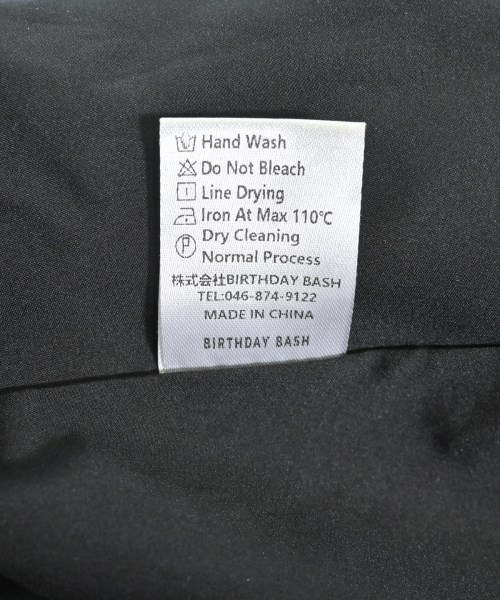 Hand Wash
Do Not Bleach
Line Drying
Iron At Max 110℃
P Dry Cleaning
Normal Process
株式会社BIRTHDAY BASH
TEL:046-874-9122
MADE IN CHINA
BIRTHDAY BASH